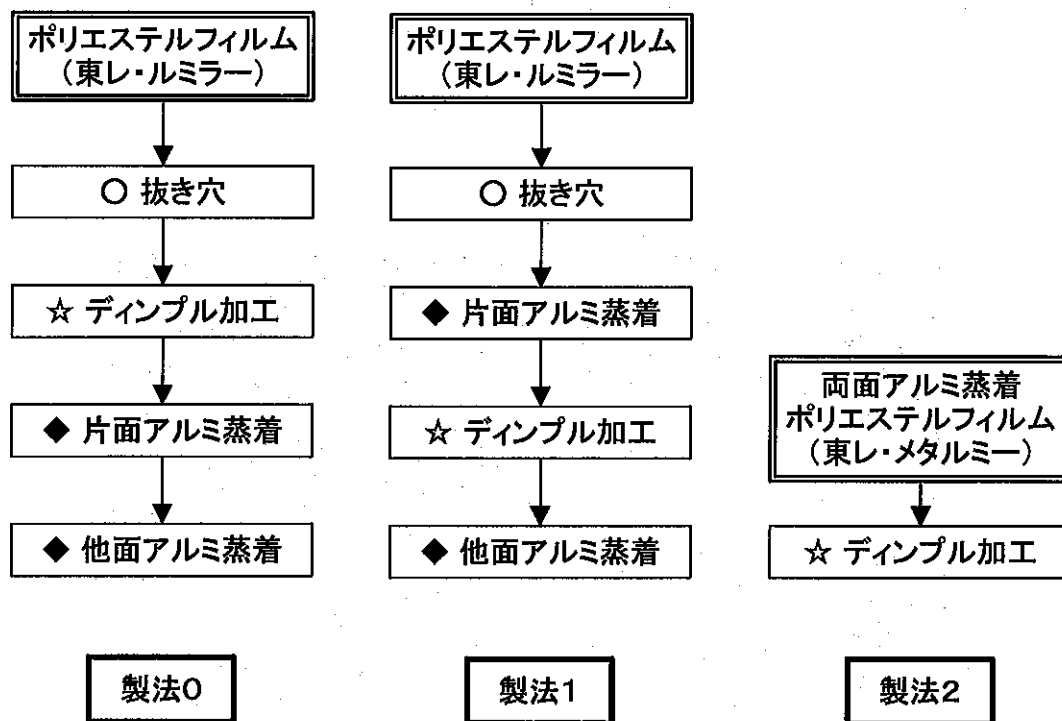 ポリエステルフィルム
（東レ・ルミラー）
○ 抜き穴
☆ ディンプル加工
◆ 片面アルミ蒸着
◆ 他面アルミ蒸着
製法0
ポリエステルフィルム
（東レ・ルミラー）
○ 抜き穴
◆ 片面アルミ蒸着
☆ ディンプル加工
◆ 他面アルミ蒸着
製法1
両面アルミ蒸着
ポリエステルフィルム
（東レ・メタルミー）
☆ ディンプル加工
製法2